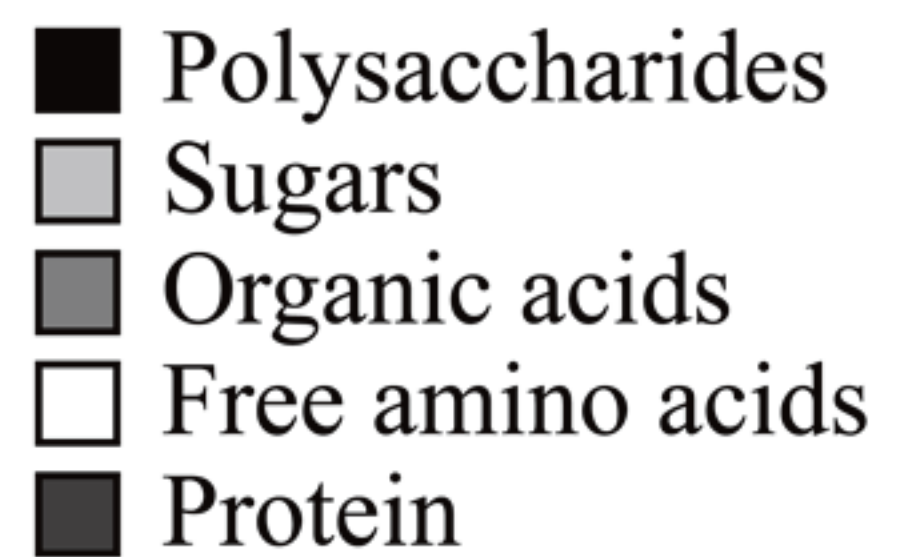 Polysaccharides
Sugars
Organic acids
Free amino acids
Protein